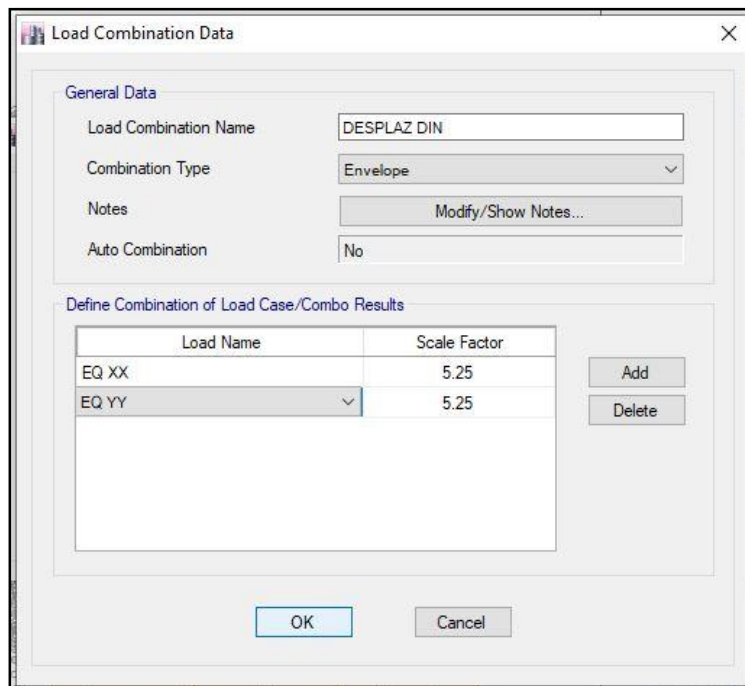 Load Combination Data
General Data
Load Combination Name DESPLAZ DIN
Combination Type Envelope
Notes Modify/Show Notes...
Auto Combination No
Define Combination of Load Case/Combo Results
Load Name Scale Factor
EQ XX 5.25 Add
EQ YY 5.25 Delete
OK Cancel